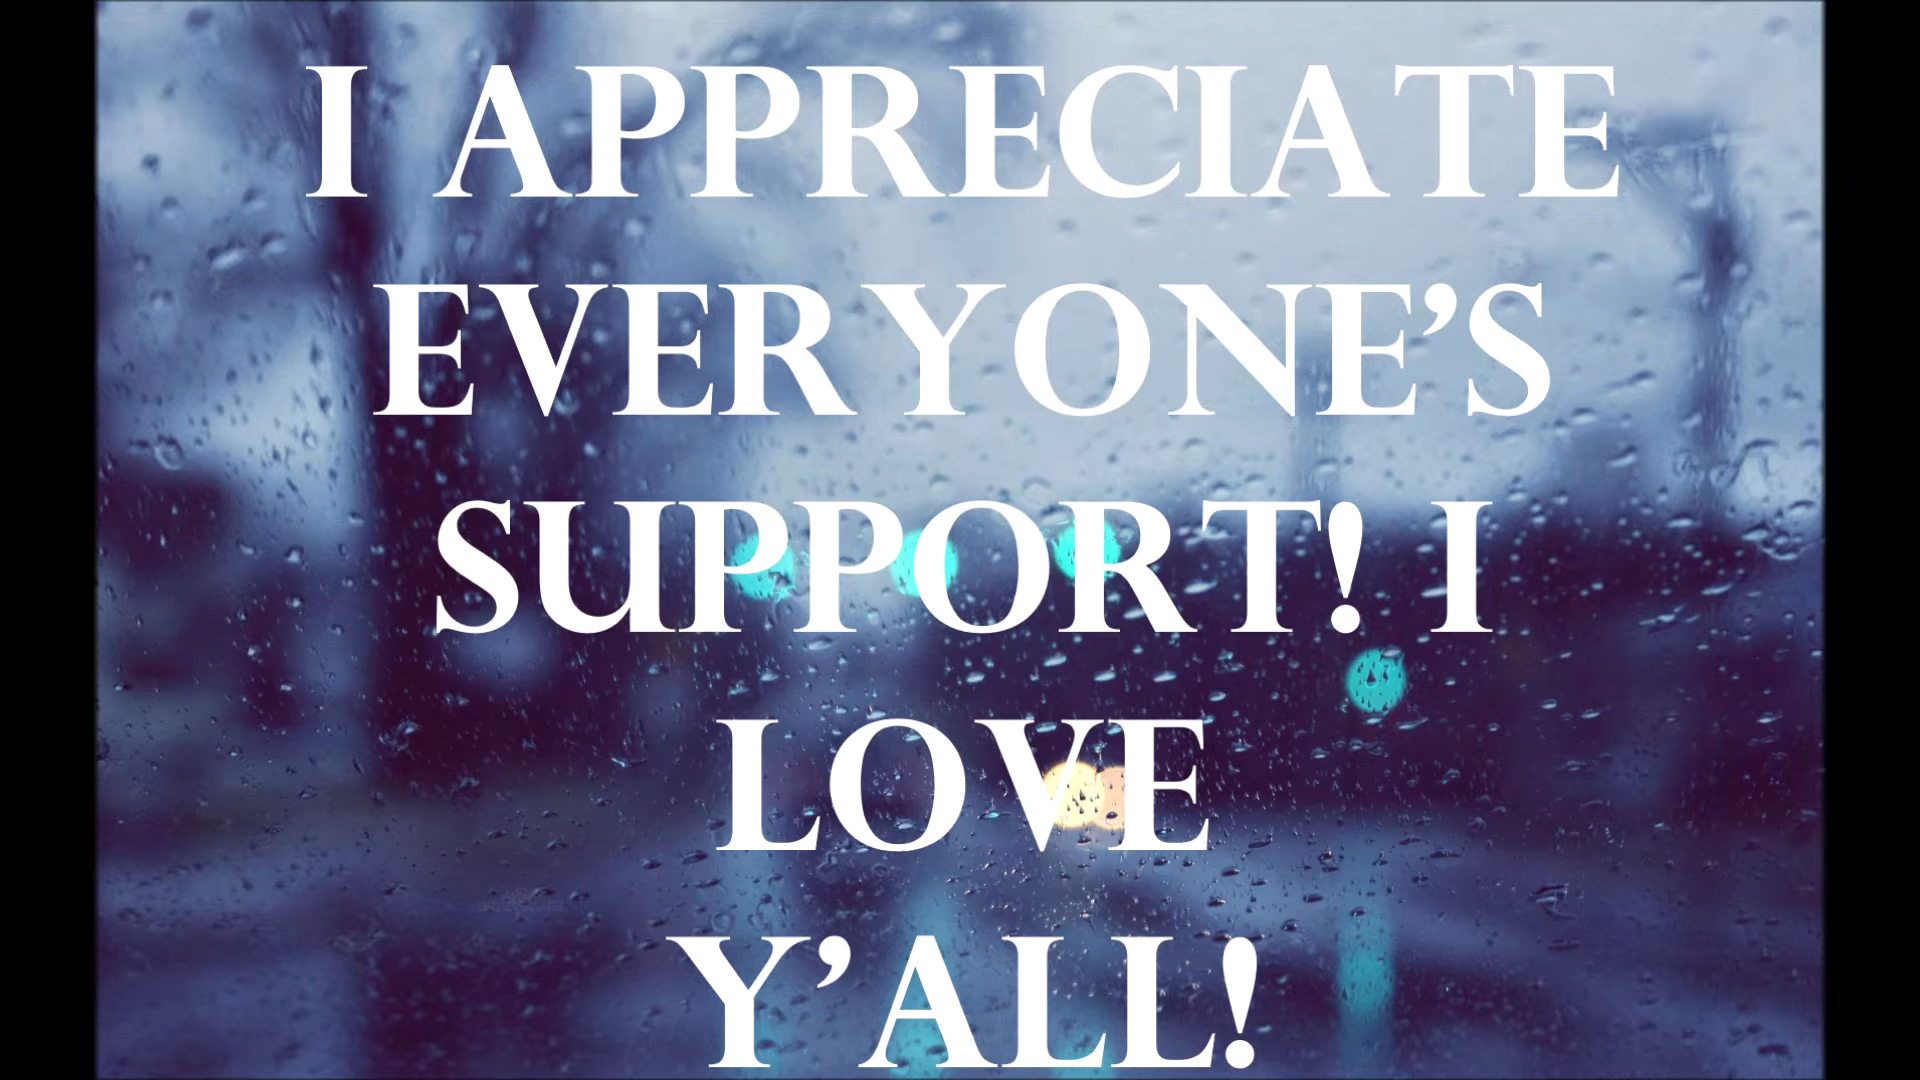 I APPRECIATE
EVERYONE’S
SUPPORT! I
LOVE
Y’ALL!